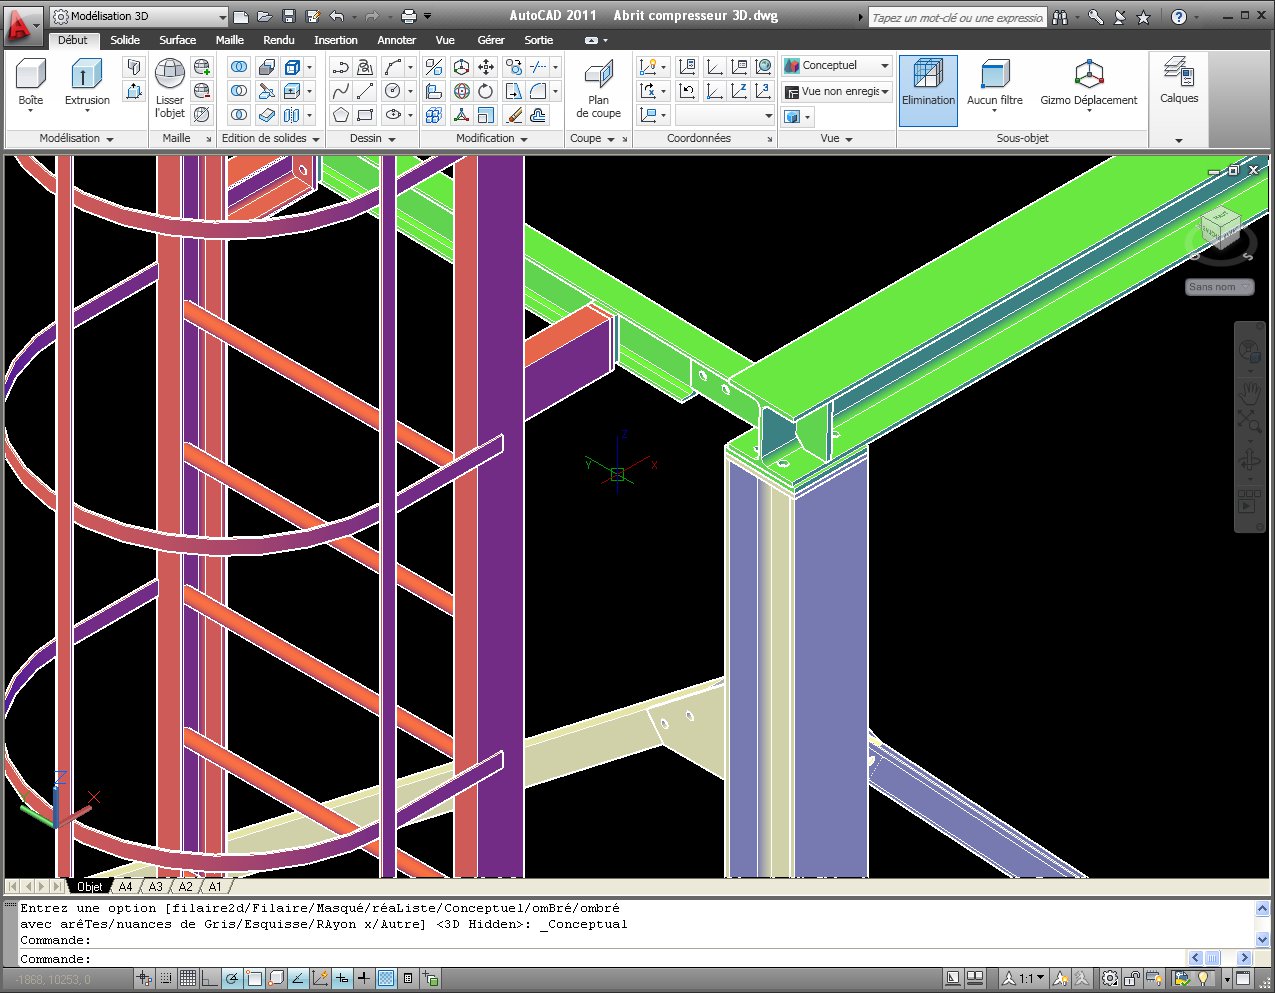 Modélisation 3D
AutoCAD 2011 Abrit compresseur 3D.dwg
Tapez un mot-clé ou une expressio
Début Solide Surface Maille Rendu Insertion Annoter Vue Gérer Sortie
Boîte
Extrusion
Lisser
l'objet
Plan
de coupe
Conceptuel
Vue non enregis
Elimination
Aucun filtre
Gizmo Déplacement
Calques
Modélisation
Maille
Edition de solides
Dessin
Modification
Coupe
Coordonnées
Vue
Sous-objet
HAUT
S
Sans nom
Z
Y
X
Z
Objet A4 A3 A2 A1
Entrez une option [filaire2d/Filaire/Masqué/réaListe/Conceptuel/omBré/ombré
avec arêTes/nuances de Gris/Esquisse/RAyon x/Autre] <3D Hidden>: _Conceptual
Commande:
Commande:
-1868, 10253, 0
1:1